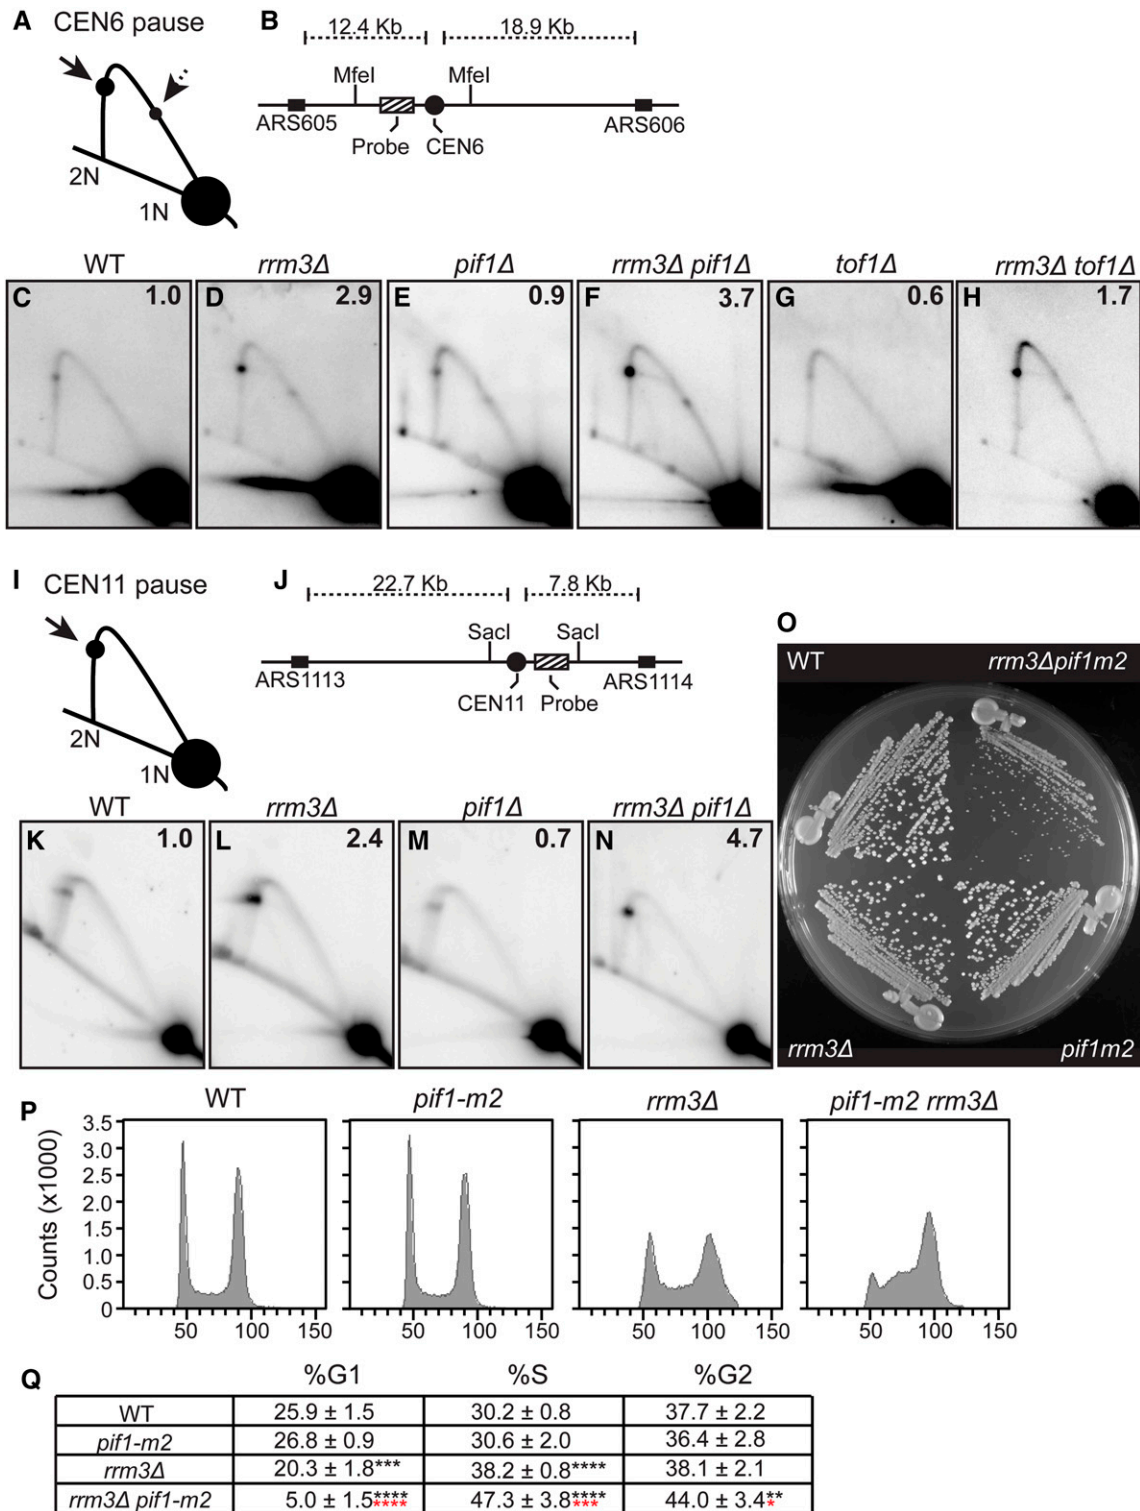 A CEN6 pause
2N
1N
B
12.4 Kb 18.9 Kb
MfeI MfeI
ARS605 ARS606
Probe CEN6
WT rrm3Δ pif1Δ rrm3Δ pif1Δ tof1Δ rrm3Δ tof1Δ
C 1.0 D 2.9 E 0.9 F 3.7 G 0.6 H 1.7
I CEN11 pause
2N
1N
J
22.7 Kb 7.8 Kb
SacI SacI
ARS1113 ARS1114
CEN11 Probe
WT rrm3Δ pif1Δ rrm3Δ pif1Δ
K 1.0 L 2.4 M 0.7 N 4.7
O
WT rrm3Δpif1m2
rrm3Δ pif1m2
P
WT pif1-m2 rrm3Δ pif1-m2 rrm3Δ
Counts (x1000)
3.5
3.0
2.5
2.0
1.5
1.0
0.5
0
50 100 150 50 100 150 50 100 150 50 100 150
Q
%G1 %S %G2
WT 25.9 ± 1.5 30.2 ± 0.8 37.7 ± 2.2
pif1-m2 26.8 ± 0.9 30.6 ± 2.0 36.4 ± 2.8
rrm3Δ 20.3 ± 1.8*** 38.2 ± 0.8**** 38.1 ± 2.1
rrm3Δ pif1-m2 5.0 ± 1.5******** 47.3 ± 3.8******* 44.0 ± 3.4***